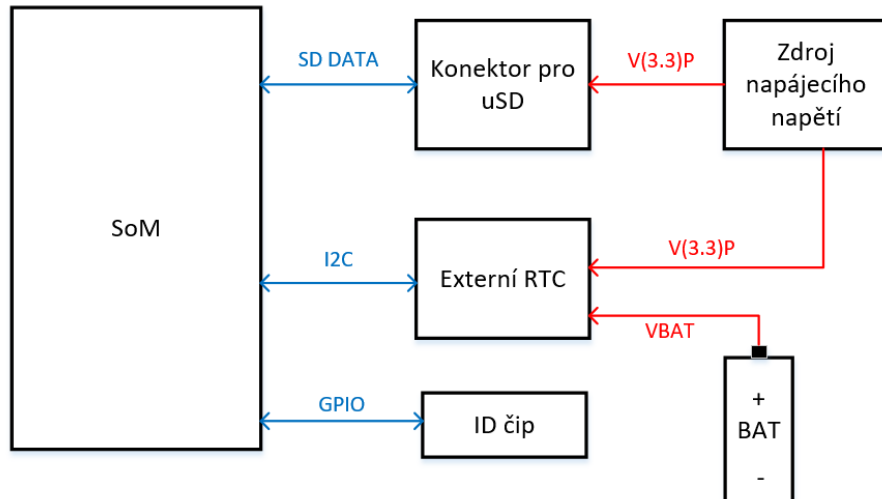 SoM
SD DATA
Konektor pro
uSD
V(3.3)P
Zdroj
napájecího
napětí
I2C
Externí RTC
V(3.3)P
VBAT
GPIO
ID čip
+
BAT
-